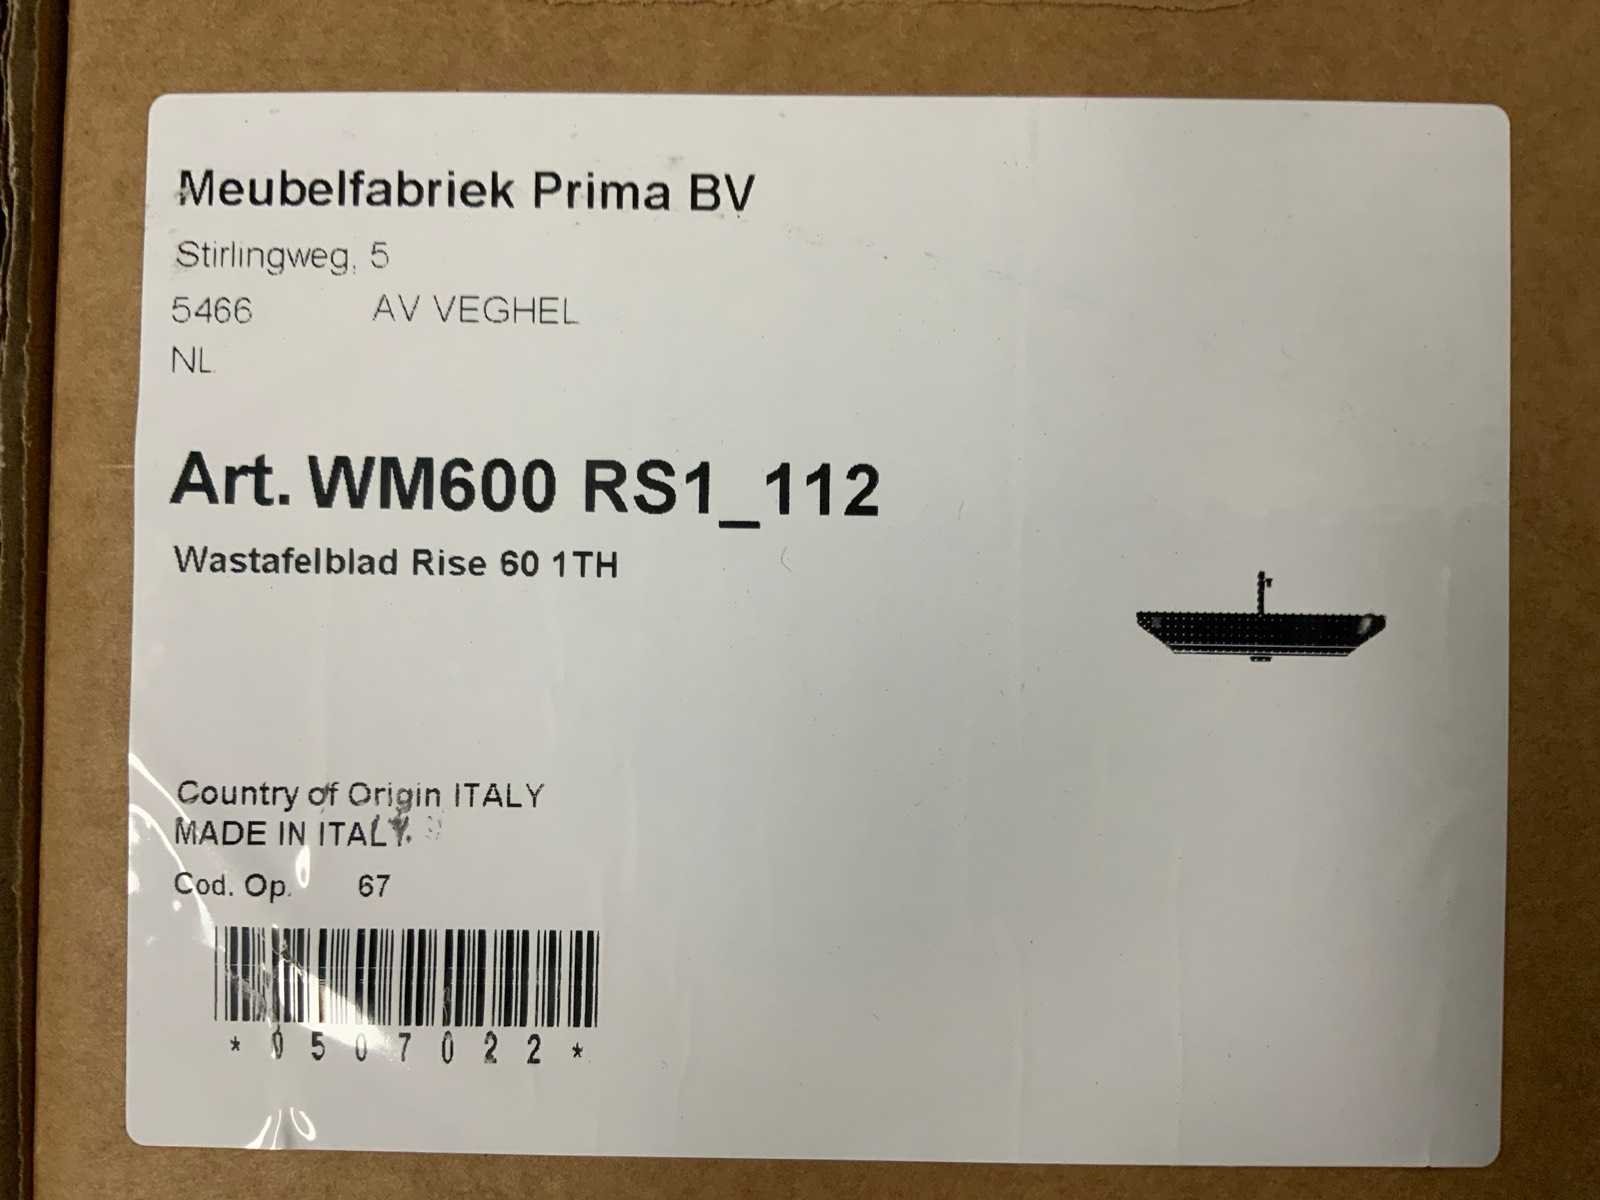 Meubelfabriek Prima BV
Stirlingweg, 5
5466 AV VEGHEL
NL
Art. WM600 RS1_112
Wastafelblad Rise 60 1TH
Country of Origin ITALY
MADE IN ITALY.
Cod. Op. 67
*0507022*